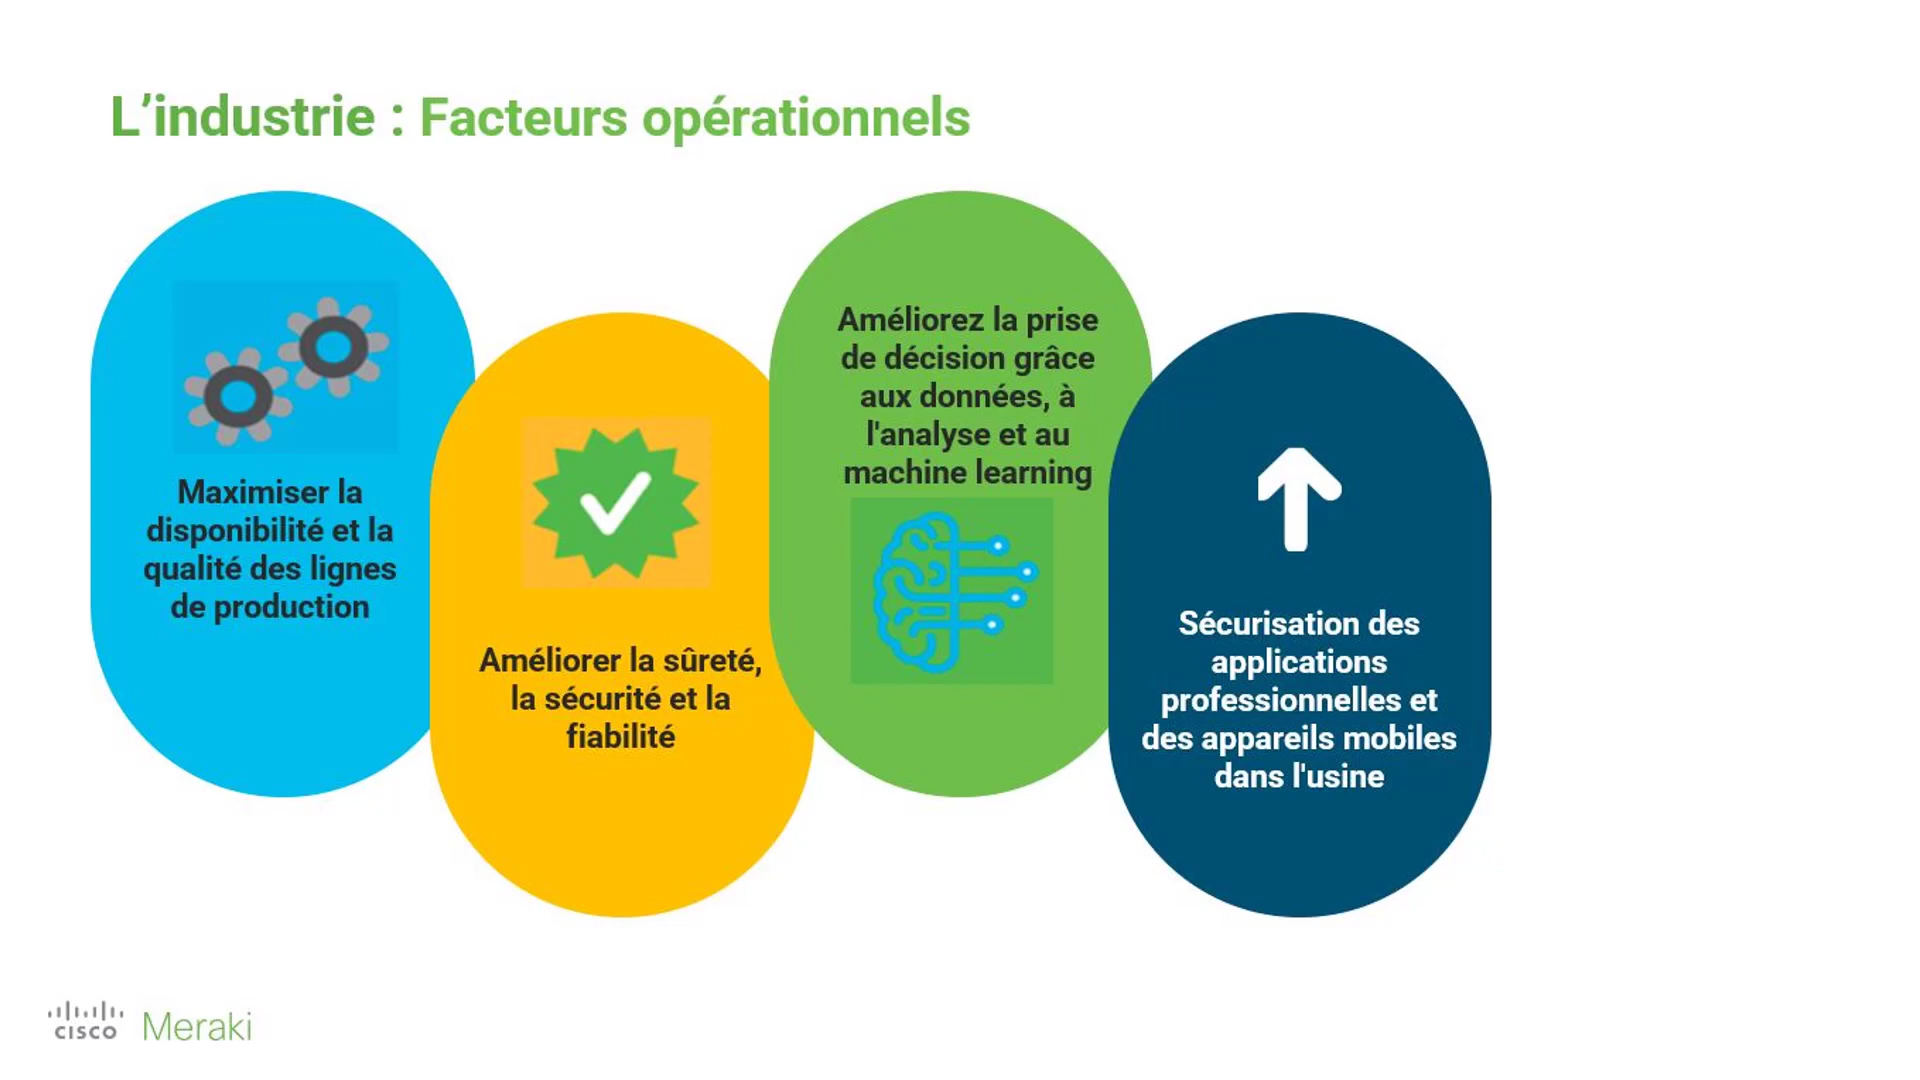 L’industrie : Facteurs opérationnels
Maximiser la
disponibilité et la
qualité des lignes
de production
Améliorer la sûreté,
la sécurité et la
fiabilité
Améliorez la prise
de décision grâce
aux données, à
l'analyse et au
machine learning
Sécurisation des
applications
professionnelles et
des appareils mobiles
dans l'usine
CISCO Meraki